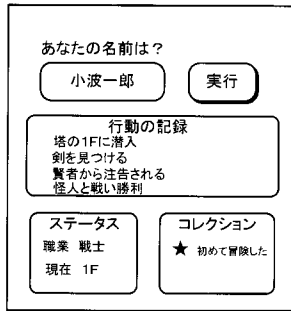 あなたの名前は？
小波一郎
実行
行動の記録
塔の1Fに潜入
剣を見つける
賢者から注告される
怪人と戦い勝利
ステータス
職業 戦士
現在 1F
コレクション
★ 初めて冒険した